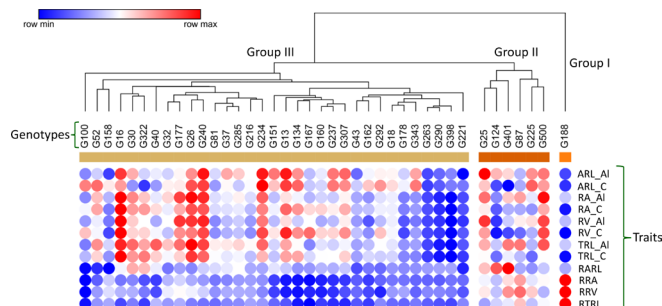 row min row max
Group III
Group II
Group I
Genotypes
G100 G52 G158 G16 G30 G322 G40 G32 G177 G26 G240 G81 G37 G285 G216 G234 G151 G13 G134 G167 G160 G237 G307 G43 G162 G292 G18 G178 G343 G263 G290 G398 G221 G25 G124 G401 G87 G225 G500 G188
ARL_Al
ARL_C
RA_Al
RA_C
RV_Al
RV_C
TRL_Al
TRL_C
RARL
RRA
RRV
RTRL
Traits